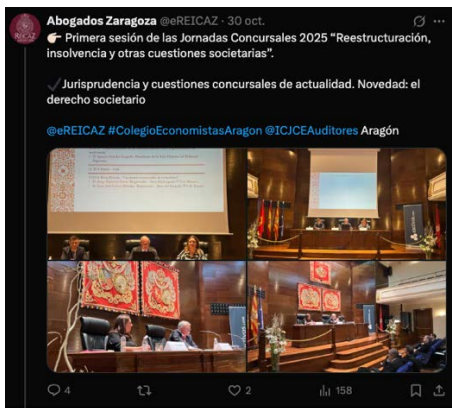 Abogados Zaragoza @eREICAZ · 30 oct.
👉🏻 Primera sesión de las Jornadas Concursales 2025 “Reestructuración,
insolvencia y otras cuestiones societarias”.
✔️Jurisprudencia y cuestiones concursales de actualidad. Novedad: el
derecho societario
@eREICAZ #ColegioEconomistasAragon @ICJCEAuditores Aragón
4
2
158